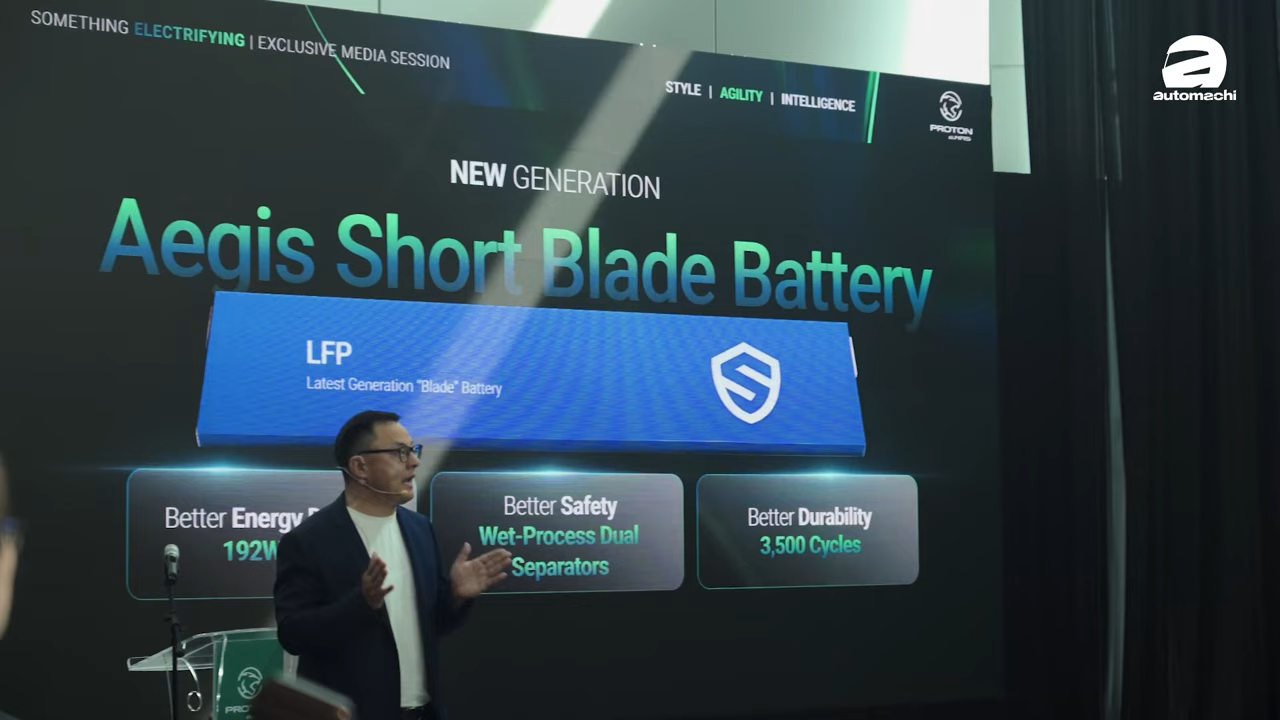 SOMETHING ELECTRIFYING | EXCLUSIVE MEDIA SESSION
STYLE | AGILITY | INTELLIGENCE
PROTON
automachi
NEW GENERATION
Aegis Short Blade Battery
LFP
Latest Generation "Blade" Battery
Better Energy
192W
Better Safety
Wet-Process Dual
Separators
Better Durability
3,500 Cycles